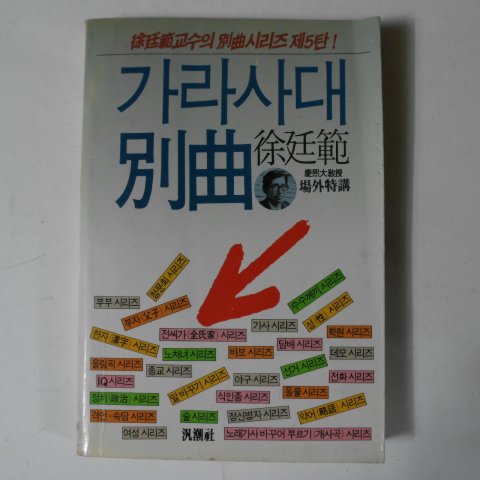 徐廷範교수의 別曲시리즈 제5탄!
가라사대
別曲
徐廷範
慶熙大敎授
場外特講
부부 시리즈
침문회 시리즈
부자 (父子) 시리즈
수수께끼 시리즈
한자 (漢字) 시리즈
전씨가 (全氏家) 시리즈
가사 시리즈
성 (性) 시리즈
학원 시리즈
올림픽 시리즈
노처녀 시리즈
바보 시리즈
담배 시리즈
데모 시리즈
IQ 시리즈
종교 시리즈
말 바꾸기 시리즈
야구 시리즈
선거 시리즈
전화 시리즈
정치 (政治) 시리즈
식인종 시리즈
동물 시리즈
격언·속담 시리즈
술 시리즈
정신병자 시리즈
약어 (略語) 시리즈
여성 시리즈
汎潮社
노래가사 바꾸어 부르기 (개사곡) 시리즈